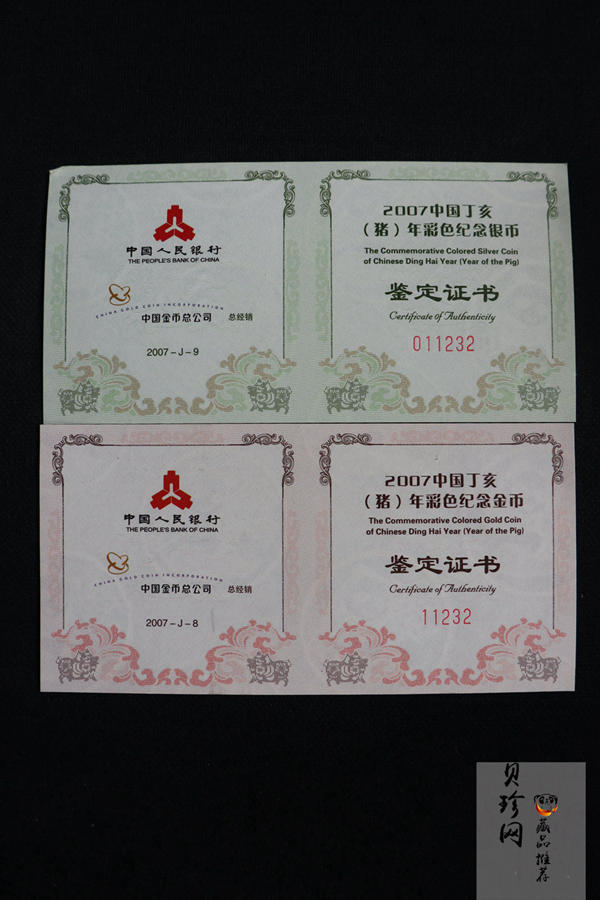 中国人民银行
THE PEOPLE'S BANK OF CHINA
CHINA GOLD COIN INCORPORATION
中国金币总公司 总经销
2007-J-9
2007中国丁亥
（猪）年彩色纪念银币
The Commemorative Colored Silver Coin
of Chinese Ding Hai Year (Year of the Pig)
鉴定证书
Certificate of Authenticity
011232
中国人民银行
THE PEOPLE'S BANK OF CHINA
CHINA GOLD COIN INCORPORATION
中国金币总公司 总经销
2007-J-8
2007中国丁亥
（猪）年彩色纪念金币
The Commemorative Colored Gold Coin
of Chinese Ding Hai Year (Year of the Pig)
鉴定证书
Certificate of Authenticity
11232
贝珍网
藏品推荐